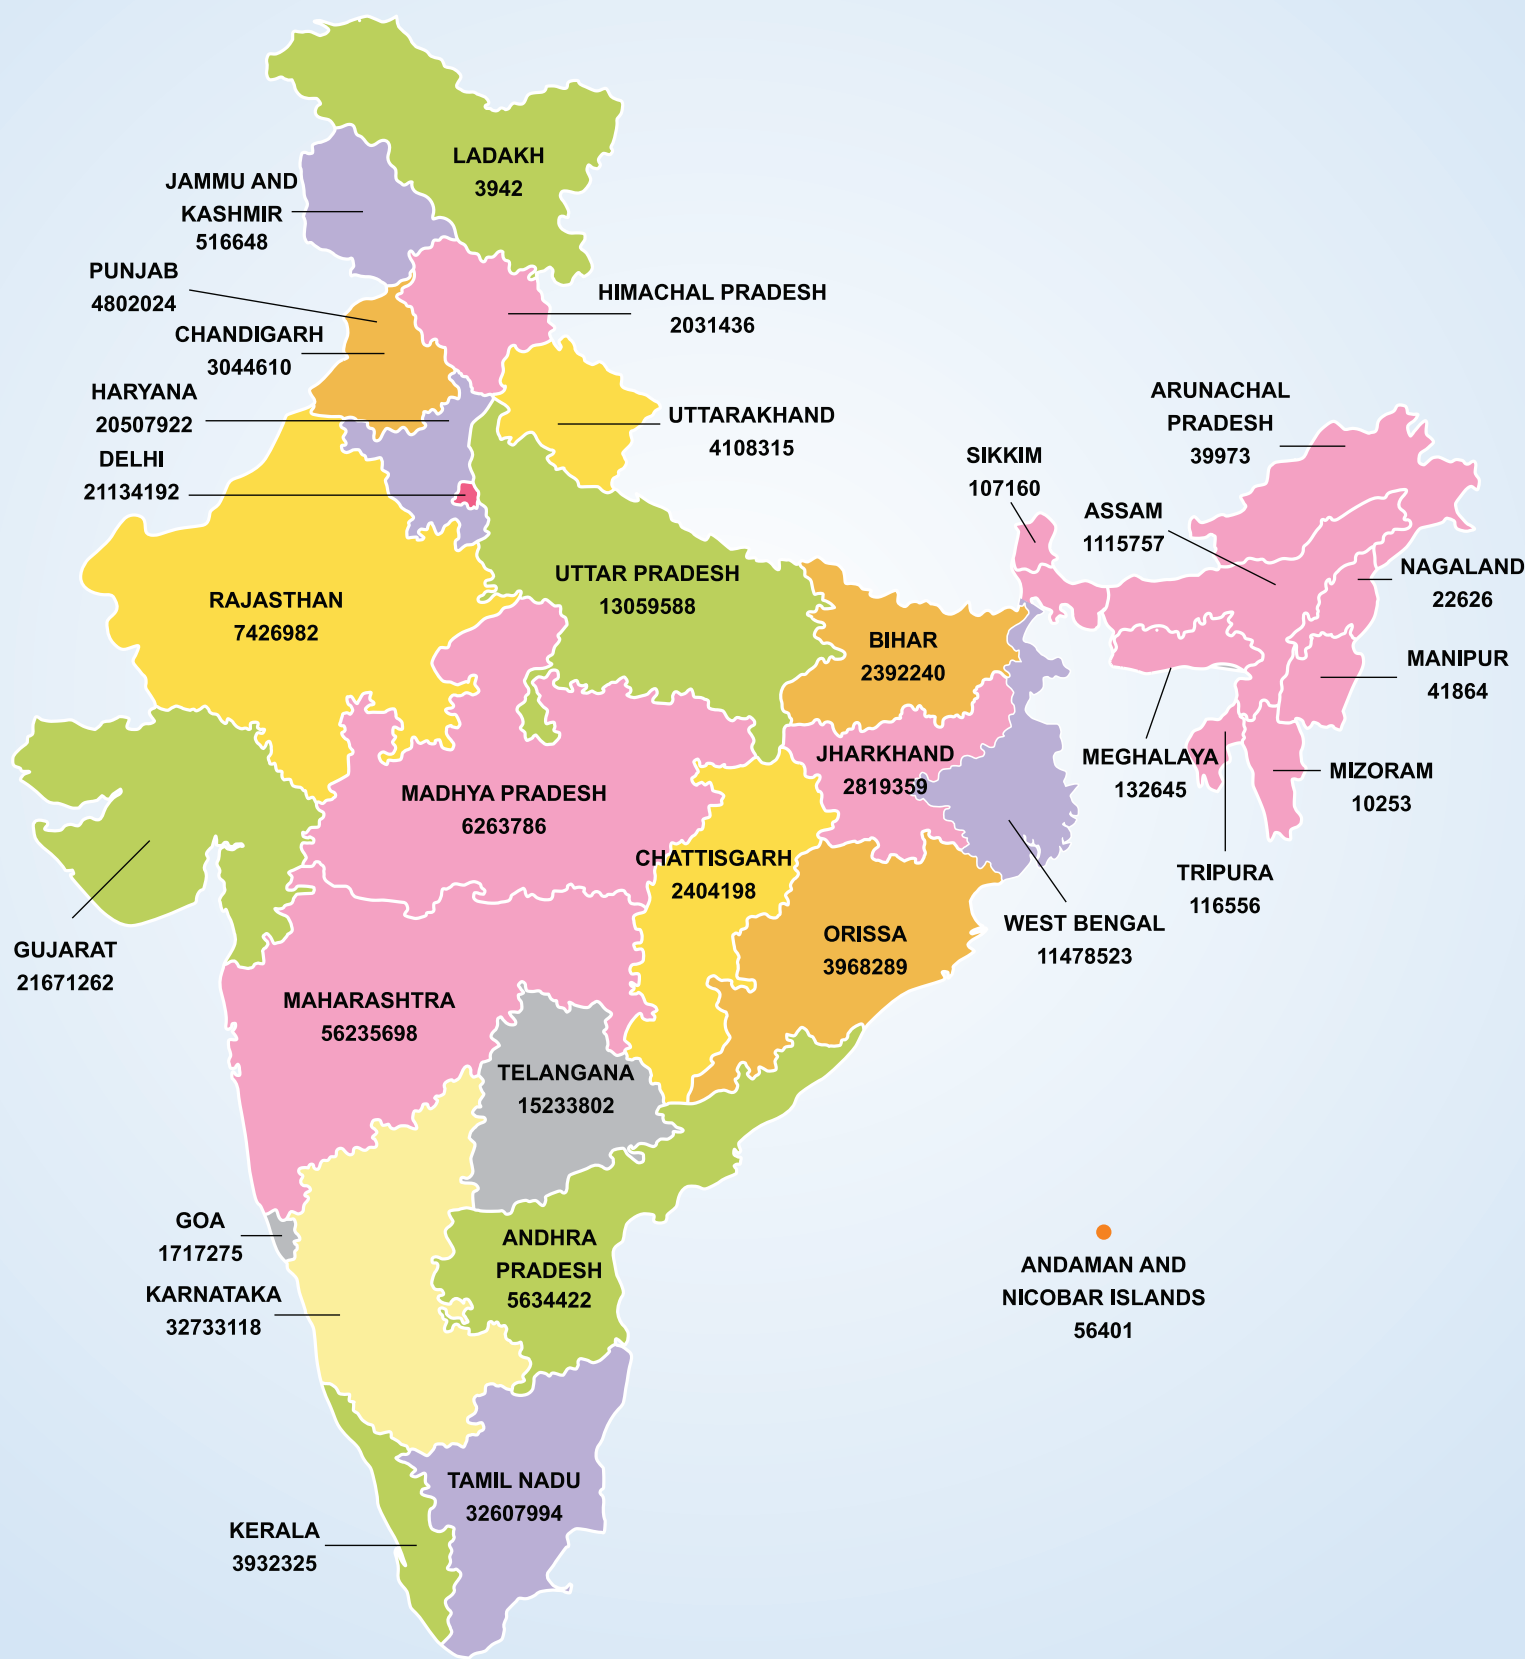 LADAKH
3942
JAMMU AND
KASHMIR
516648
PUNJAB
4802024
HIMACHAL PRADESH
2031436
CHANDIGARH
3044610
HARYANA
20507922
UTTARAKHAND
4108315
DELHI
21134192
ARUNACHAL
PRADESH
39973
SIKKIM
107160
ASSAM
1115757
NAGALAND
22626
UTTAR PRADESH
13059588
RAJASTHAN
7426982
BIHAR
2392240
MANIPUR
41864
JHARKHAND
2819359
MEGHALAYA
132645
MIZORAM
10253
MADHYA PRADESH
6263786
CHATTISGARH
2404198
TRIPURA
116556
WEST BENGAL
11478523
ORISSA
3968289
GUJARAT
21671262
MAHARASHTRA
56235698
TELANGANA
15233802
GOA
1717275
ANDHRA
PRADESH
5634422
ANDAMAN AND
NICOBAR ISLANDS
56401
KARNATAKA
32733118
TAMIL NADU
32607994
KERALA
3932325